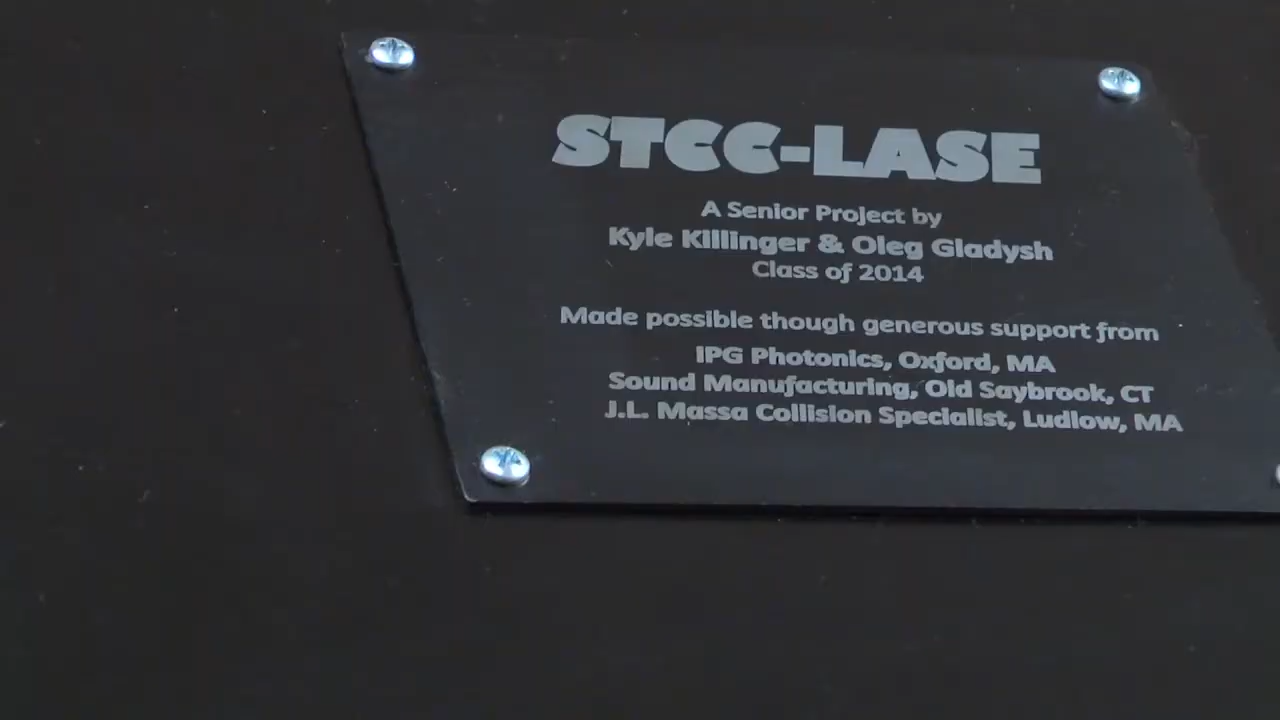 STCC-LASE
A Senior Project by
Kyle Killinger & Oleg Gladysh
Class of 2014
Made possible though generous support from
IPG Photonics, Oxford, MA
Sound Manufacturing, Old Saybrook, CT
J.L. Massa Collision Specialist, Ludlow, MA